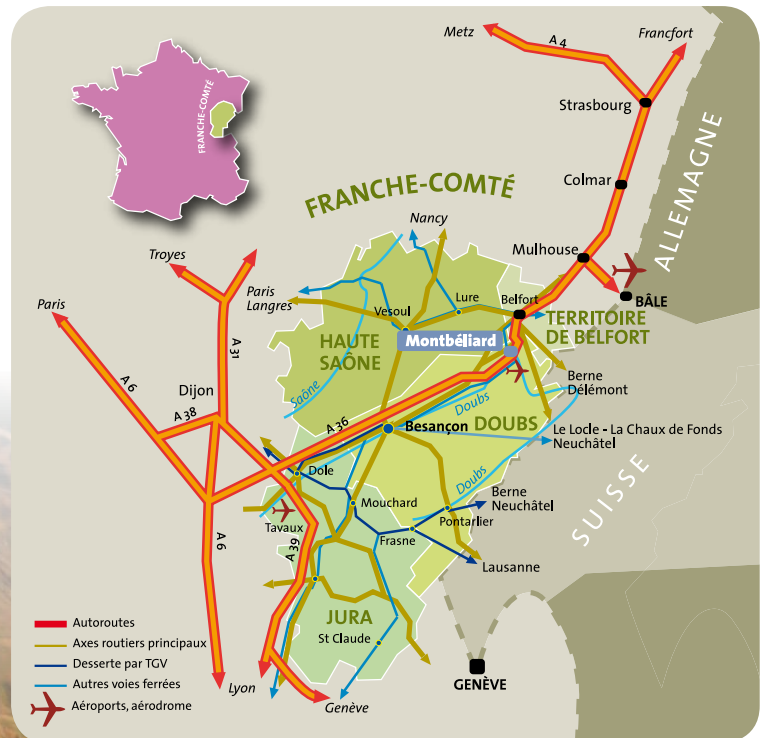 Metz
A 4
Francfort
FRANCHE-COMTÉ
Strasbourg
ALLEMAGNE
Colmar
FRANCHE-COMTÉ
Nancy
Mulhouse
Troyes
Paris
Langres
Paris
Vesoul
Lure
Belfort
BÂLE
TERRITOIRE
DE BELFORT
HAUTE
SAÔNE
Montbéliard
A 31
A 6
Dijon
A 38
Saône
A 36
Doubs
Berne
Délémont
Besançon
DOUBS
Le Locle - La Chaux de Fonds
Neuchâtel
SUISSE
Dole
Doubs
Mouchard
Berne
Neuchâtel
Pontarlier
Tavaux
Frasne
A 6
A 39
Lausanne
JURA
St Claude
GENÈVE
Lyon
Genève
Autoroutes
Axes routiers principaux
Desserte par TGV
Autres voies ferrées
Aéroports, aérodrome